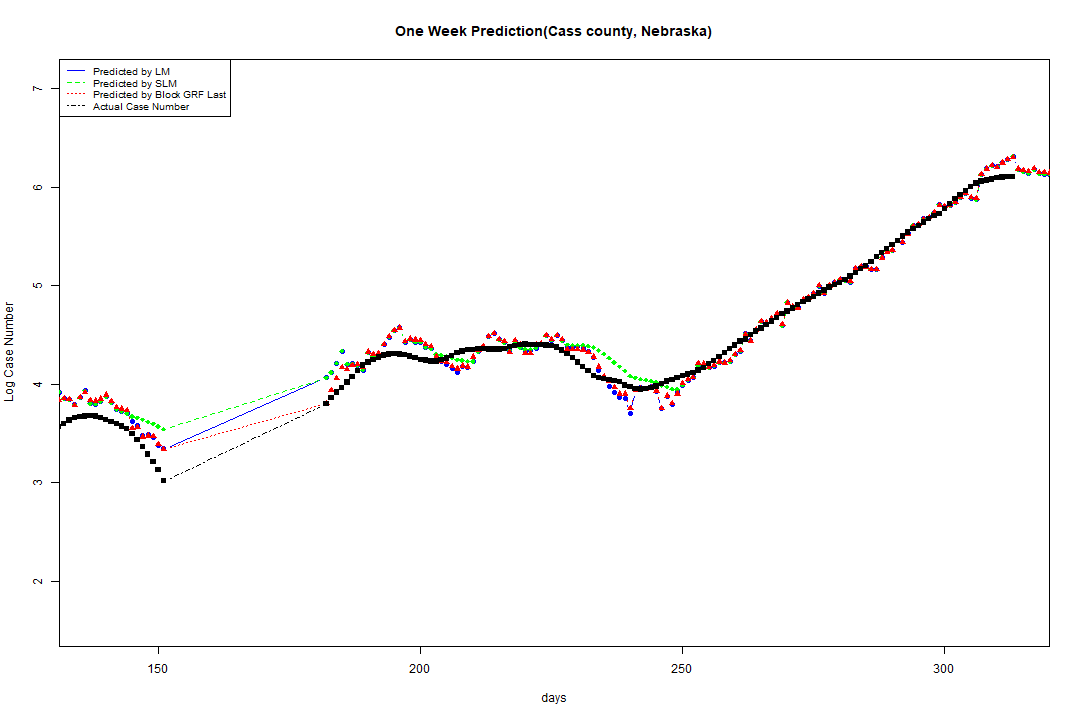 One Week Prediction(Cass county, Nebraska)
Predicted by LM
Predicted by SLM
Predicted by Block GRF Last
Actual Case Number
7
6
5
4
3
2
Log Case Number
150 200 250 300
days